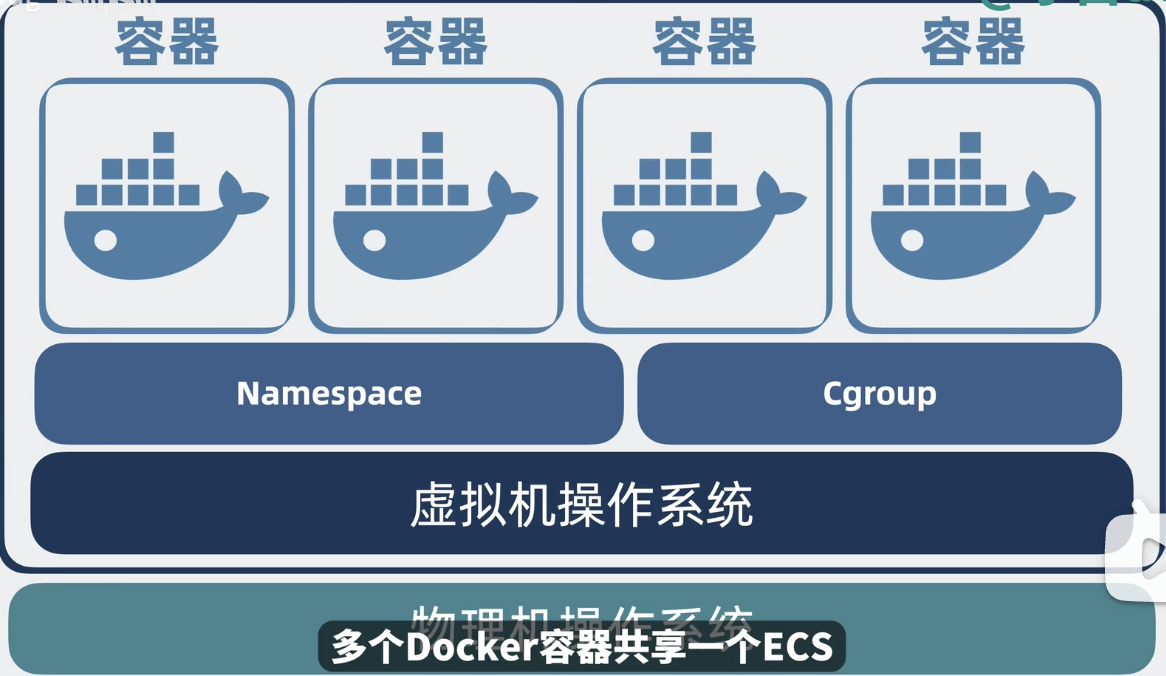 容器 容器 容器 容器
Namespace Cgroup
虚拟机操作系统
物理机操作系统
多个Docker容器共享一个ECS